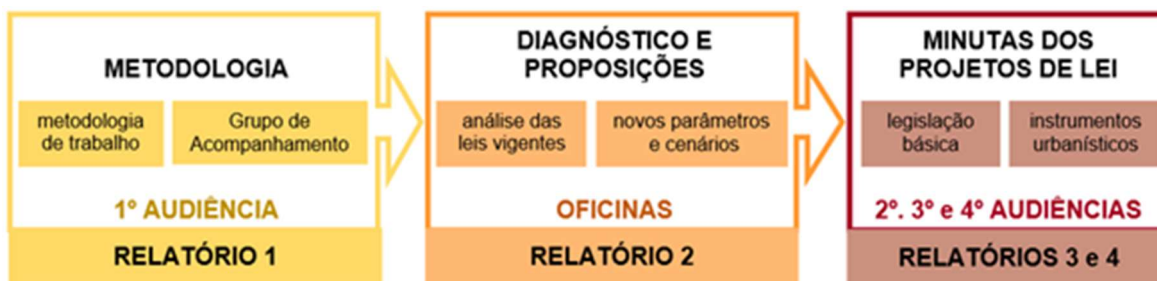 METODOLOGIA
metodologia
de trabalho
Grupo de
Acompanhamento
1º AUDIÊNCIA
RELATÓRIO 1
DIAGNÓSTICO E
PROPOSIÇÕES
análise das
leis vigentes
novos parâmetros
e cenários
OFICINAS
RELATÓRIO 2
MINUTAS DOS
PROJETOS DE LEI
legislação
básica
instrumentos
urbanísticos
2º. 3º e 4º AUDIÊNCIAS
RELATÓRIOS 3 e 4